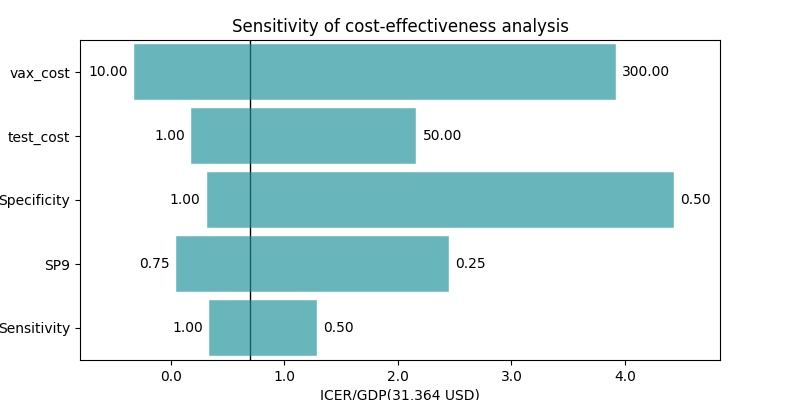 Sensitivity of cost-effectiveness analysis
vax_cost 10.00 300.00
test_cost 1.00 50.00
Specificity 1.00 0.50
SP9 0.75 0.25
Sensitivity 1.00 0.50
0.0 1.0 2.0 3.0 4.0
ICER/GDP(31,364 USD)